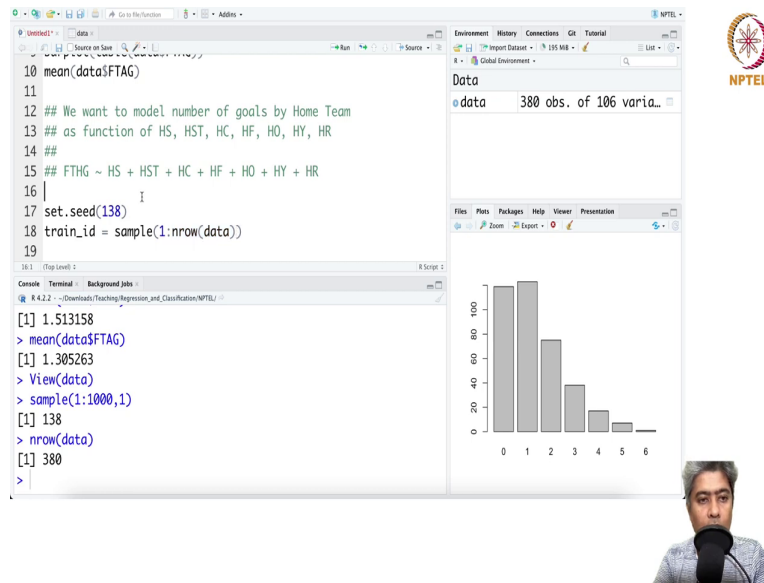 Go to file/function
Addins
NPTEL
Untitled1*
data
Source on Save
Run
Source
10 mean(data$FTAG)
11
12 ## We want to model number of goals by Home Team
13 ## as function of HS, HST, HC, HF, HO, HY, HR
14 ##
15 ## FTHG ~ HS + HST + HC + HF + HO + HY + HR
16
17 set.seed(138)
18 train_id = sample(1:nrow(data))
19
16:1 (Top Level)
R Script
Console Terminal Background Jobs
R 4.2.2 · ~/Downloads/Teaching/Regression_and_Classification/NPTEL/
[1] 1.513158
> mean(data$FTAG)
[1] 1.305263
> View(data)
> sample(1:1000,1)
[1] 138
> nrow(data)
[1] 380
>
Environment History Connections Git Tutorial
Import Dataset
195 MiB
List
R
Global Environment
Data
data 380 obs. of 106 varia…
Files Plots Packages Help Viewer Presentation
Zoom Export
0 20 40 60 80 100
0 1 2 3 4 5 6
NPTEL